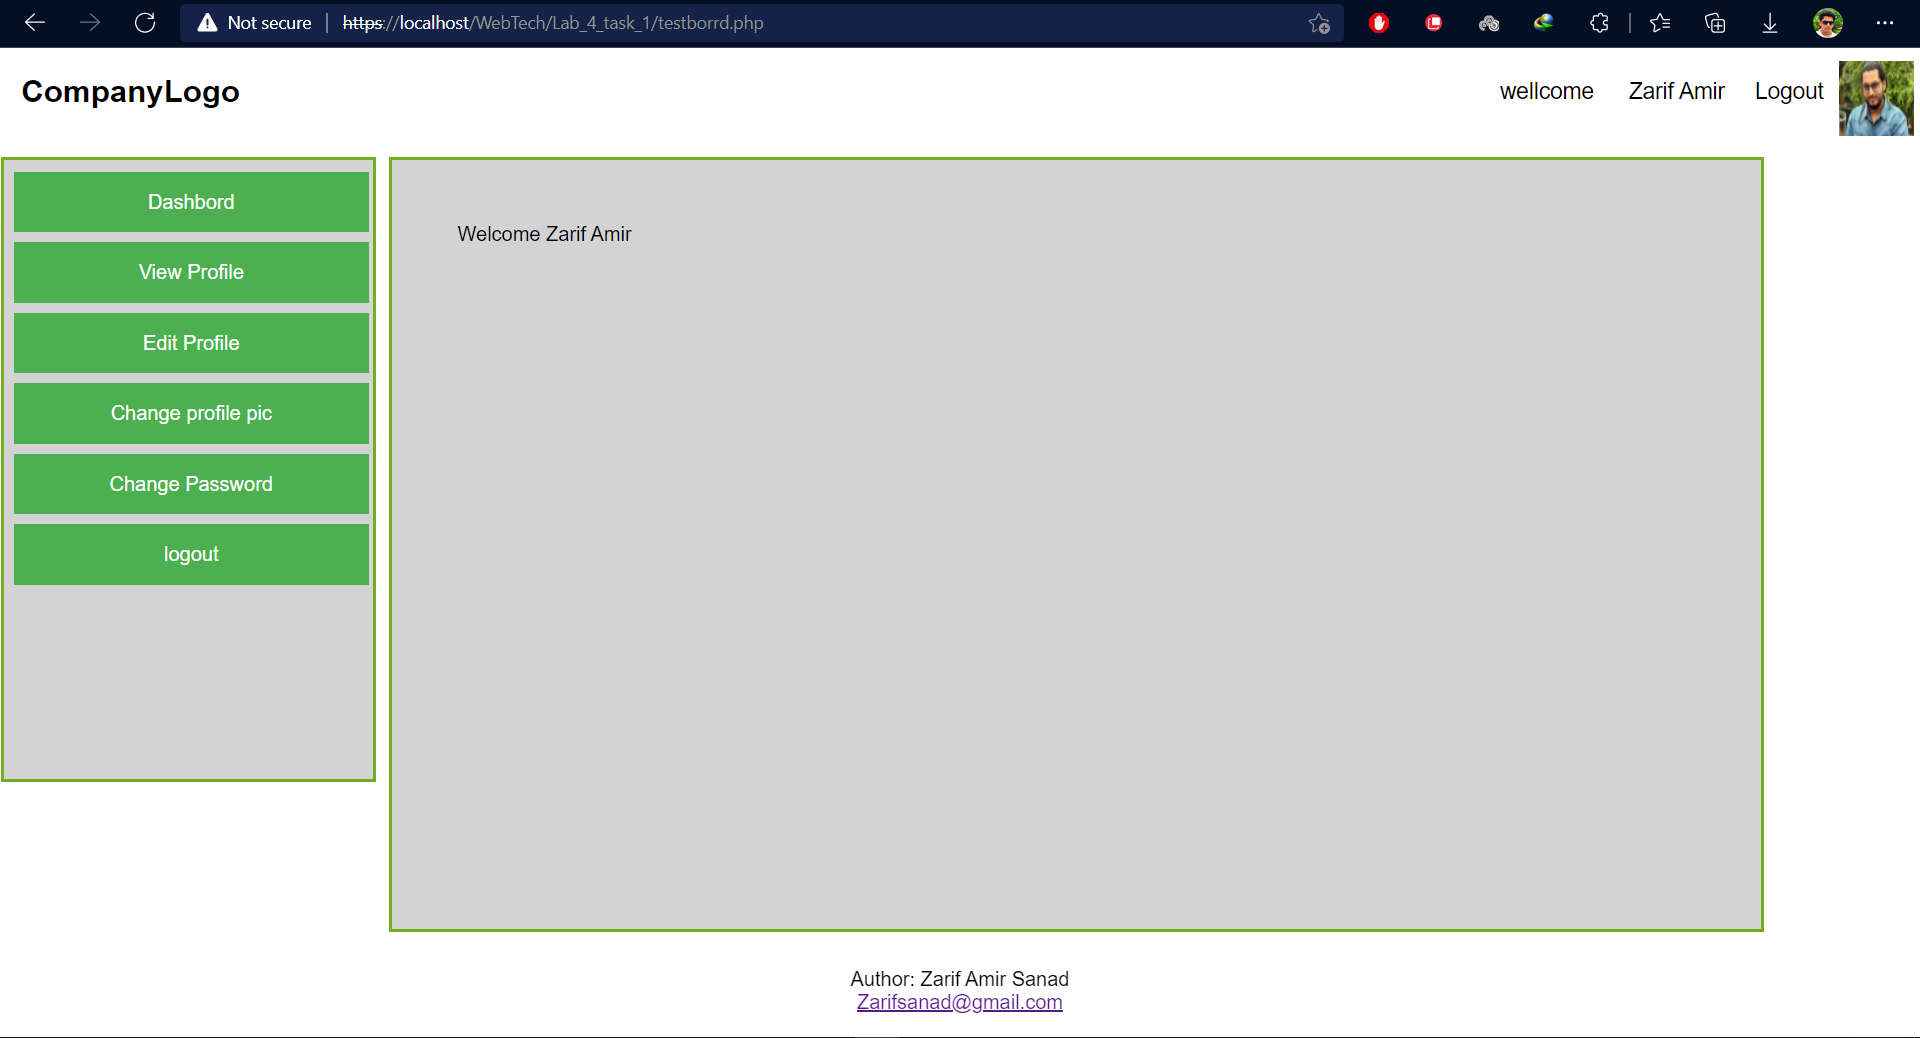 Not secure https://localhost/WebTech/Lab_4_task_1/testborrd.php
CompanyLogo
wellcome Zarif Amir Logout
Dashbord
View Profile
Edit Profile
Change profile pic
Change Password
logout
Welcome Zarif Amir
Author: Zarif Amir Sanad
Zarifsanad@gmail.com